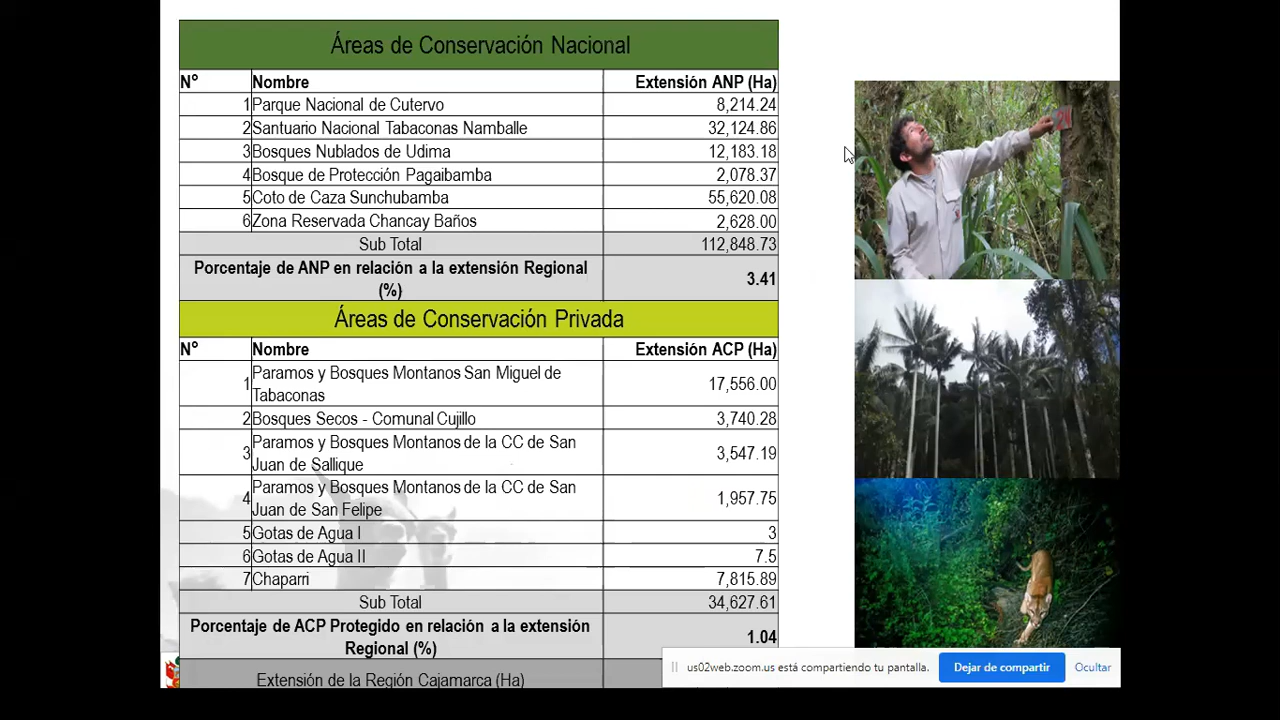 Áreas de Conservación Nacional
N° Nombre Extensión ANP (Ha)
1 Parque Nacional de Cutervo 8,214.24
2 Santuario Nacional Tabaconas Namballe 32,124.86
3 Bosques Nublados de Udima 12,183.18
4 Bosque de Protección Pagaibamba 2,078.37
5 Coto de Caza Sunchubamba 55,620.08
6 Zona Reservada Chancay Baños 2,628.00
Sub Total 112,848.73
Porcentaje de ANP en relación a la extensión Regional
(%) 3.41
Áreas de Conservación Privada
N° Nombre Extensión ACP (Ha)
1 Paramos y Bosques Montanos San Miguel de
Tabaconas 17,556.00
2 Bosques Secos - Comunal Cujillo 3,740.28
3 Paramos y Bosques Montanos de la CC de San
Juan de Sallique 3,547.19
4 Paramos y Bosques Montanos de la CC de San
Juan de San Felipe 1,957.75
5 Gotas de Agua I 3
6 Gotas de Agua II 7.5
7 Chaparri 7,815.89
Sub Total 34,627.61
Porcentaje de ACP Protegido en relación a la extensión
Regional (%) 1.04
Extensión de la Región Cajamarca (Ha)
us02web.zoom.us está compartiendo tu pantalla. Dejar de compartir Ocultar